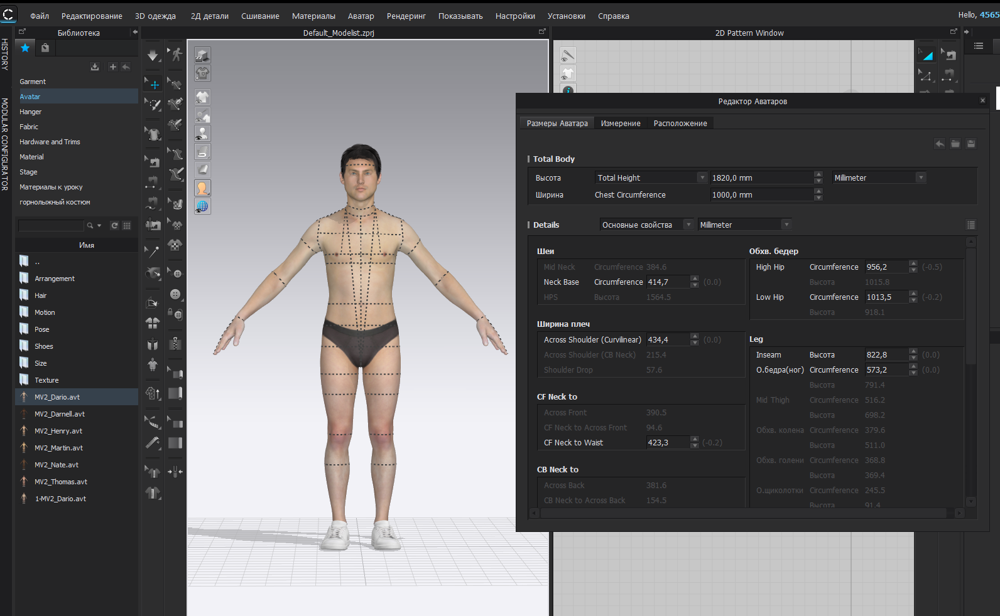 Файл Редактирование 3D одежда 2Д детали Сшивание Материалы Аватар Рендеринг Показывать Настройки Установки Справка
Hello, 4565
HISTORY
MODULAR CONFIGURATOR
Библиотека
Garment
Avatar
Hanger
Fabric
Hardware and Trims
Material
Stage
Материалы к уроку
горнолыжный костюм
Имя
..
Arrangement
Hair
Motion
Pose
Shoes
Size
Texture
MV2_Dario.avt
MV2_Darnell.avt
MV2_Henry.avt
MV2_Martin.avt
MV2_Nate.avt
MV2_Thomas.avt
1-MV2_Dario.avt
Default_Modelist.zprj
2D Pattern Window
Редактор Аватаров
Размеры Аватара Измерение Расположение
Total Body
Высота Total Height 1820,0 mm Millimeter
Ширина Chest Circumference 1000,0 mm
Details Основные свойства Millimeter
Шеи
Mid Neck Circumference 384.6
Neck Base Circumference 414,7 (0.0)
HPS Высота 1564.5
Ширина плеч
Across Shoulder (Curvilinear) 434,4 (0.0)
Across Shoulder (CB Neck) 215.4
Shoulder Drop 57.6
CF Neck to
Across Front 390.5
CF Neck to Across Front 94.6
CF Neck to Waist 423,3 (-0.2)
CB Neck to
Across Back 381.6
CB Neck to Across Back 154.5
Обхв. бедер
High Hip Circumference 956,2 (-0.5)
Высота 1015.8
Low Hip Circumference 1013,5 (-0.2)
Высота 918.1
Leg
Inseam Высота 822,8 (0.0)
О.бедра(ног) Circumference 573,2 (0.0)
Высота 791.4
Mid Thigh Circumference 516.2
Высота 698.2
Обхв. колена Circumference 379.6
Высота 511.0
Обхв. голени Circumference 368.8
Высота 369.4
О.щиколотки Circumference 245.5
Высота 91.4